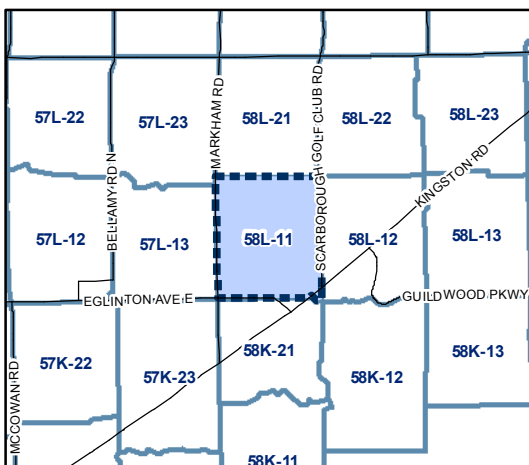 57L-22
57L-23
58L-21
58L-22
58L-23
MARKHAM RD
SCARBOROUGH GOLF CLUB RD
KINGSTON RD
BELLAMY RD N
57L-12
57L-13
58L-11
58L-12
58L-13
EGLINTON AVE E
GUILDWOOD PKWY
MCCOWAN RD
57K-22
57K-23
58K-21
58K-12
58K-13
58K-11